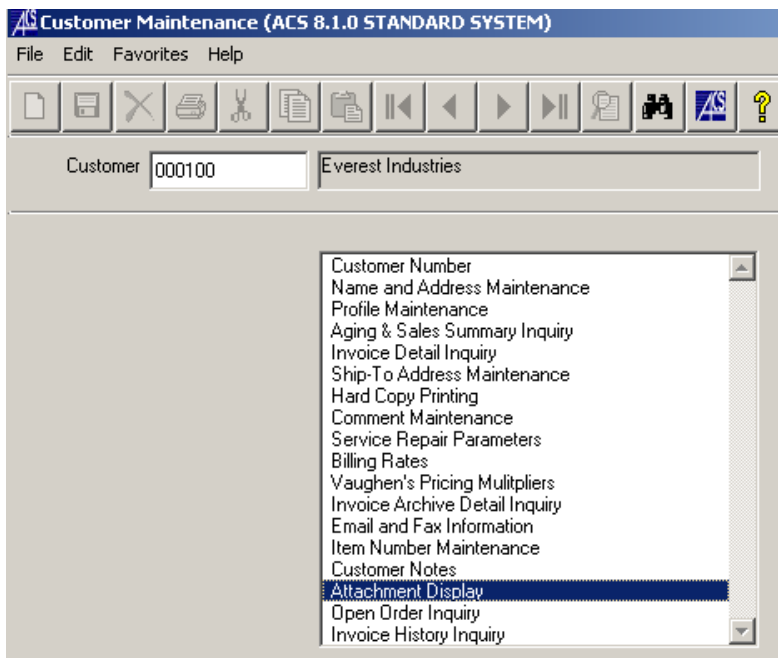 ACS Customer Maintenance (ACS 8.1.0 STANDARD SYSTEM)
File Edit Favorites Help
ACS ?
Customer 000100 Everest Industries
Customer Number
Name and Address Maintenance
Profile Maintenance
Aging & Sales Summary Inquiry
Invoice Detail Inquiry
Ship-To Address Maintenance
Hard Copy Printing
Comment Maintenance
Service Repair Parameters
Billing Rates
Vaughen's Pricing Mulitpliers
Invoice Archive Detail Inquiry
Email and Fax Information
Item Number Maintenance
Customer Notes
Attachment Display
Open Order Inquiry
Invoice History Inquiry